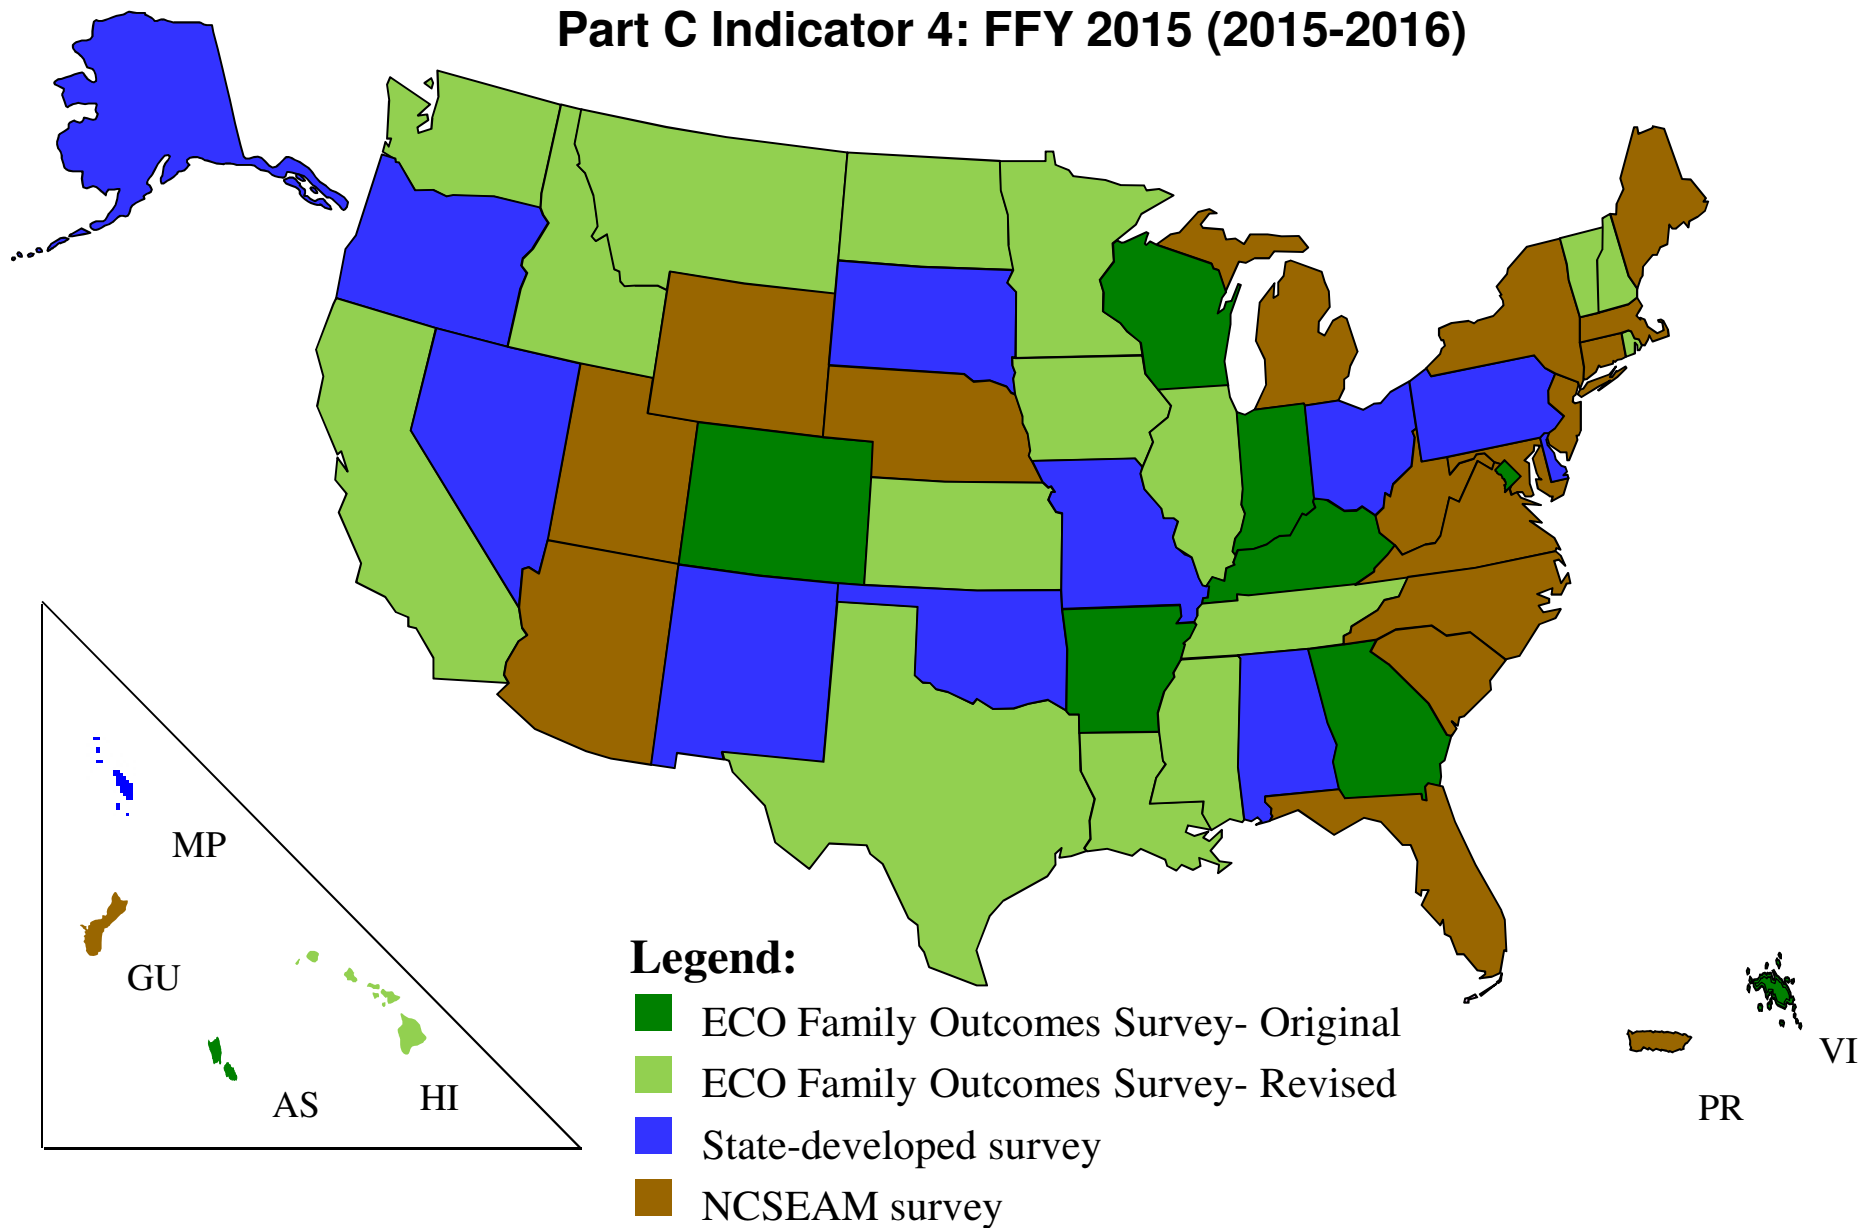 Part C Indicator 4: FFY 2015 (2015-2016)
MP
GU
AS
HI
Legend:
ECO Family Outcomes Survey- Original
ECO Family Outcomes Survey- Revised
State-developed survey
NCSEAM survey
VI
PR